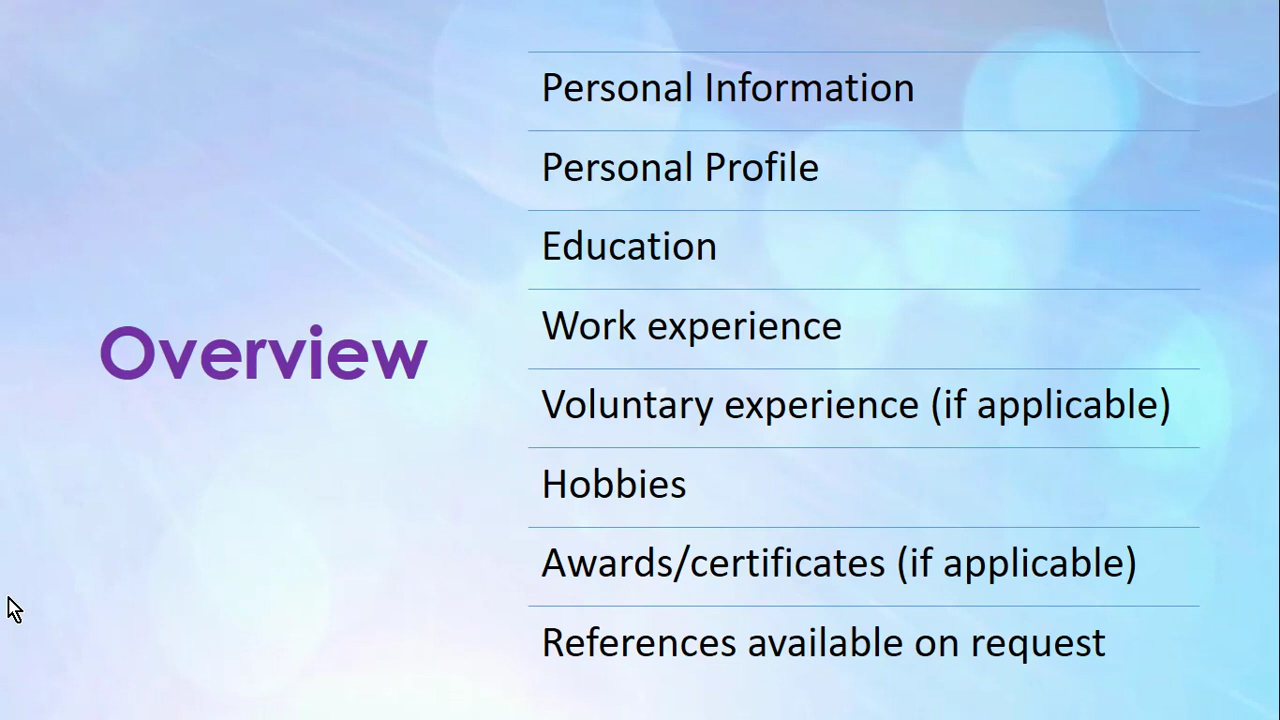 Overview
Personal Information
Personal Profile
Education
Work experience
Voluntary experience (if applicable)
Hobbies
Awards/certificates (if applicable)
References available on request